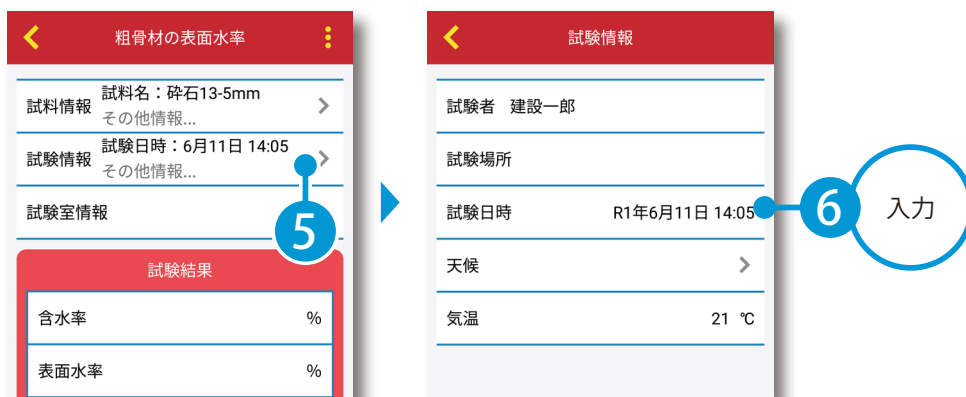 粗骨材の表面水率
試料情報 試料名：砕石13-5mm
その他情報...
試験情報 試験日時：6月11日 14:05
その他情報...
試験室情報
5
試験結果
含水率 %
表面水率 %
試験情報
試験者 建設一郎
試験場所
試験日時 R1年6月11日 14:05
天候
気温 21 ℃
6 入力